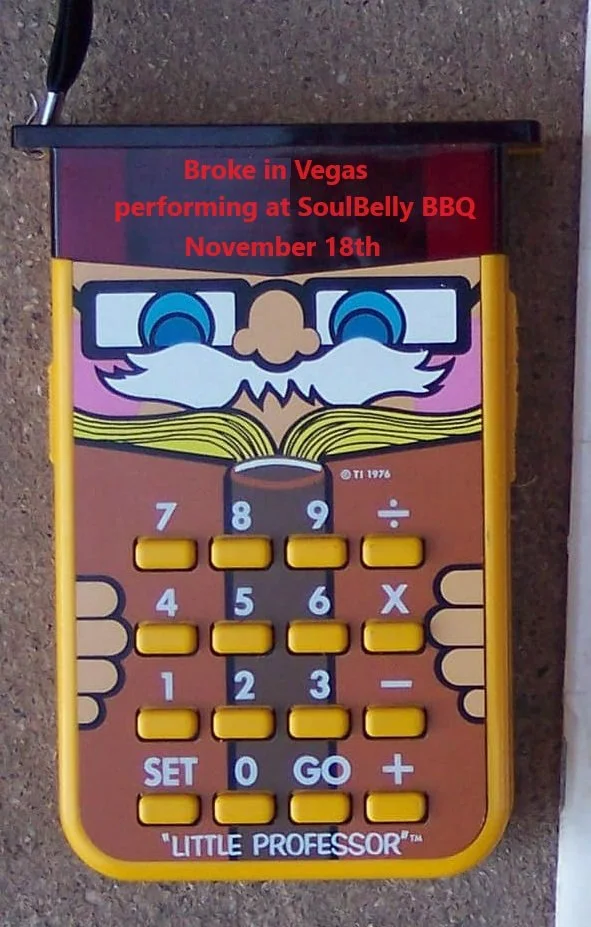 Broke in Vegas
performing at SoulBelly BBQ
November 18th
© TI 1976
7 8 9 ÷
4 5 6 X
1 2 3 −
SET 0 GO +
"LITTLE PROFESSOR"™